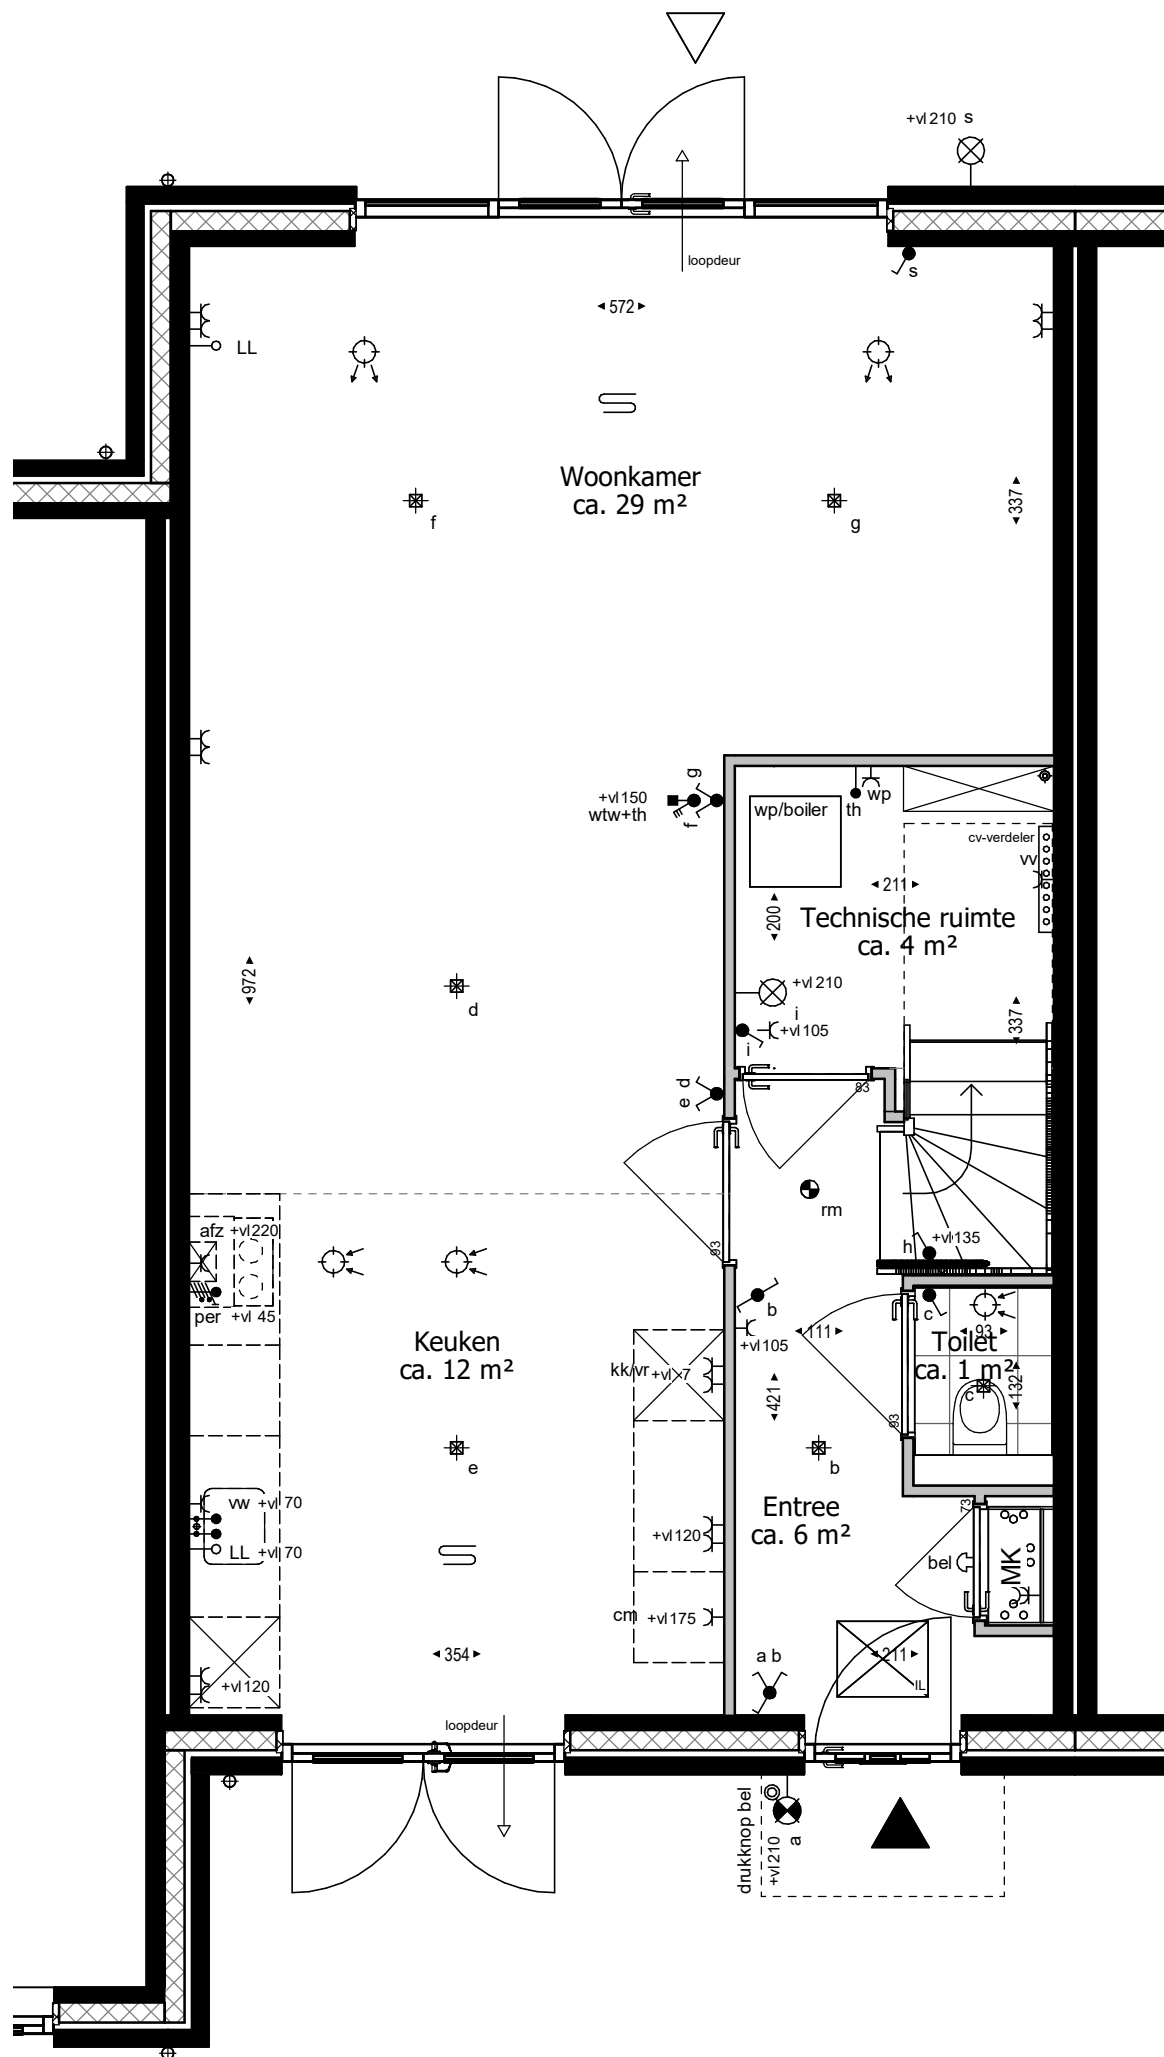 +vl 210 s
loopdeur
s
572
LL
Woonkamer
ca. 29 m²
337
f
g
+vl 150
wtw+th
g
f
wp/boiler
th
wp
cv-verdeler
vv
211
200
Technische ruimte
ca. 4 m²
972
d
+vl 210
i
+vl 105
i
337
e d
83
93
rm
afz +vl 220
h +vl 135
per +vl 45
b
c
+vl 105
111
93
Keuken
ca. 12 m²
Toilet
ca. 1 m²
kk/vr +vl 7
421
132
c
93
e
b
vw +vl 70
LL +vl 70
Entree
ca. 6 m²
73
+vl 120
bel
MK
cm +vl 175
354
a b
211
IL
+vl 120
loopdeur
drukknop bel
+vl 210
a